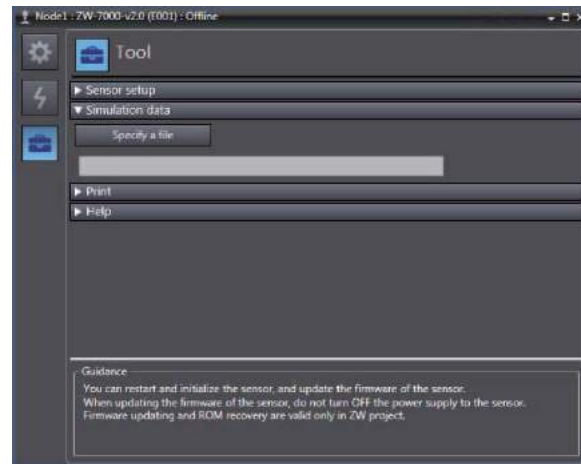 Node1 : ZW-7000-v2.0 (E001) : Offline
Tool
Sensor setup
Simulation data
Specify a file
Print
Help
Guidance
You can restart and initialize the sensor, and update the firmware of the sensor.
When updating the firmware of the sensor, do not turn OFF the power supply to the sensor.
Firmware updating and ROM recovery are valid only in ZW project.